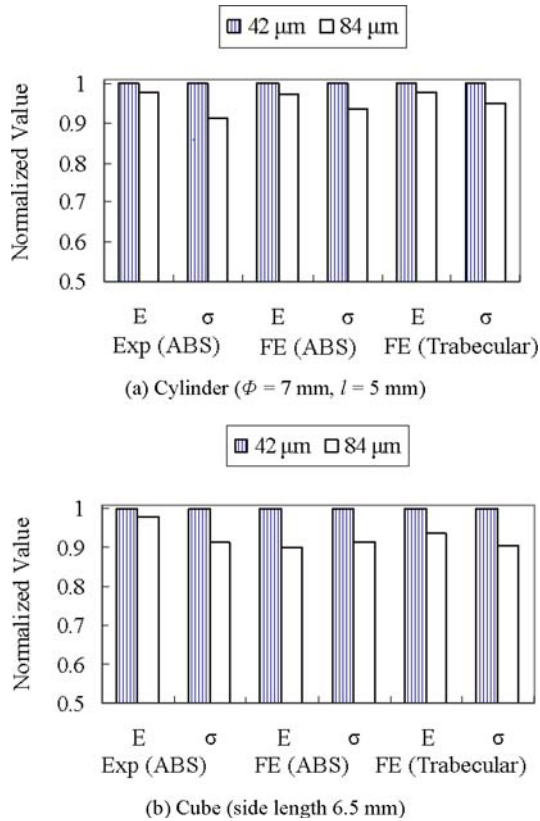 42 μm 84 μm
1
0.9
0.8
0.7
0.6
0.5
Normalized Value
E σ E σ E σ
Exp (ABS) FE (ABS) FE (Trabecular)
(a) Cylinder (Φ = 7 mm, l = 5 mm)
42 μm 84 μm
1
0.9
0.8
0.7
0.6
0.5
Normalized Value
E σ E σ E σ
Exp (ABS) FE (ABS) FE (Trabecular)
(b) Cube (side length 6.5 mm)